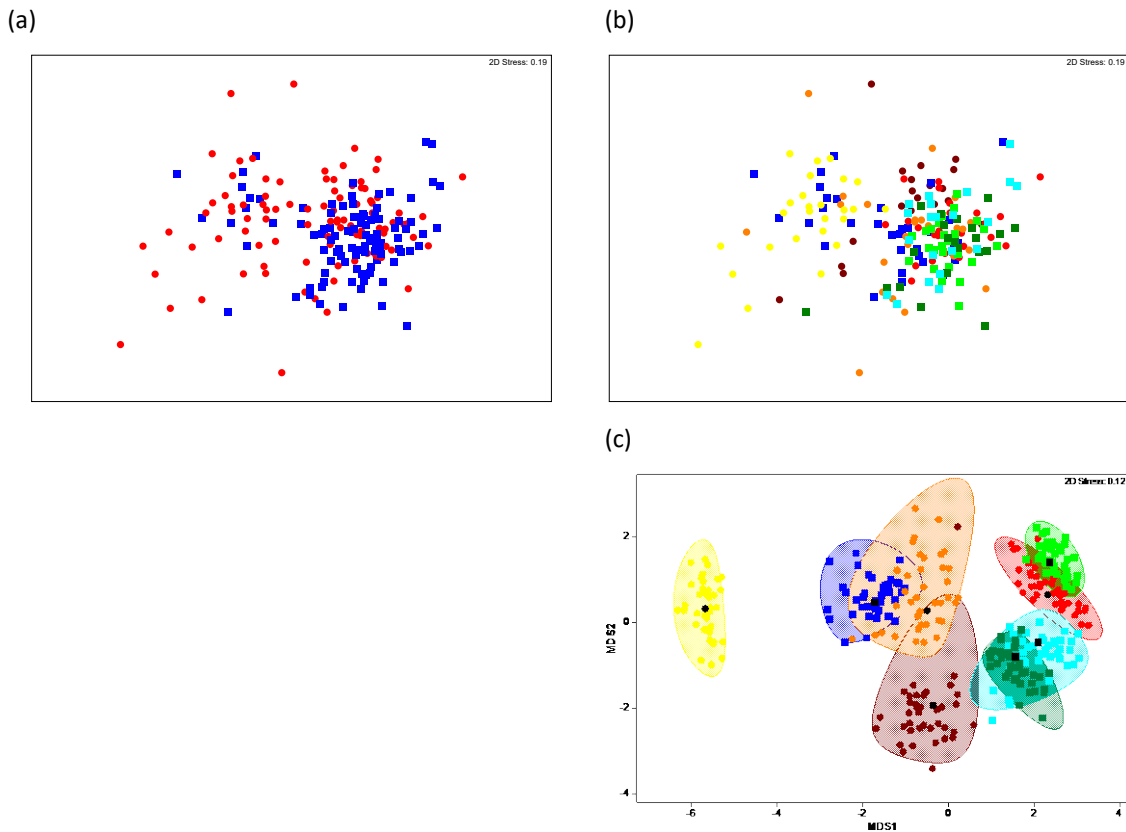 (a)
(b)
2D Stress: 0.19
2D Stress: 0.19
(c)
2D Stress: 0.12
2
0
-2
-4
MDS2
-6
-4
-2
0
2
4
MDS1